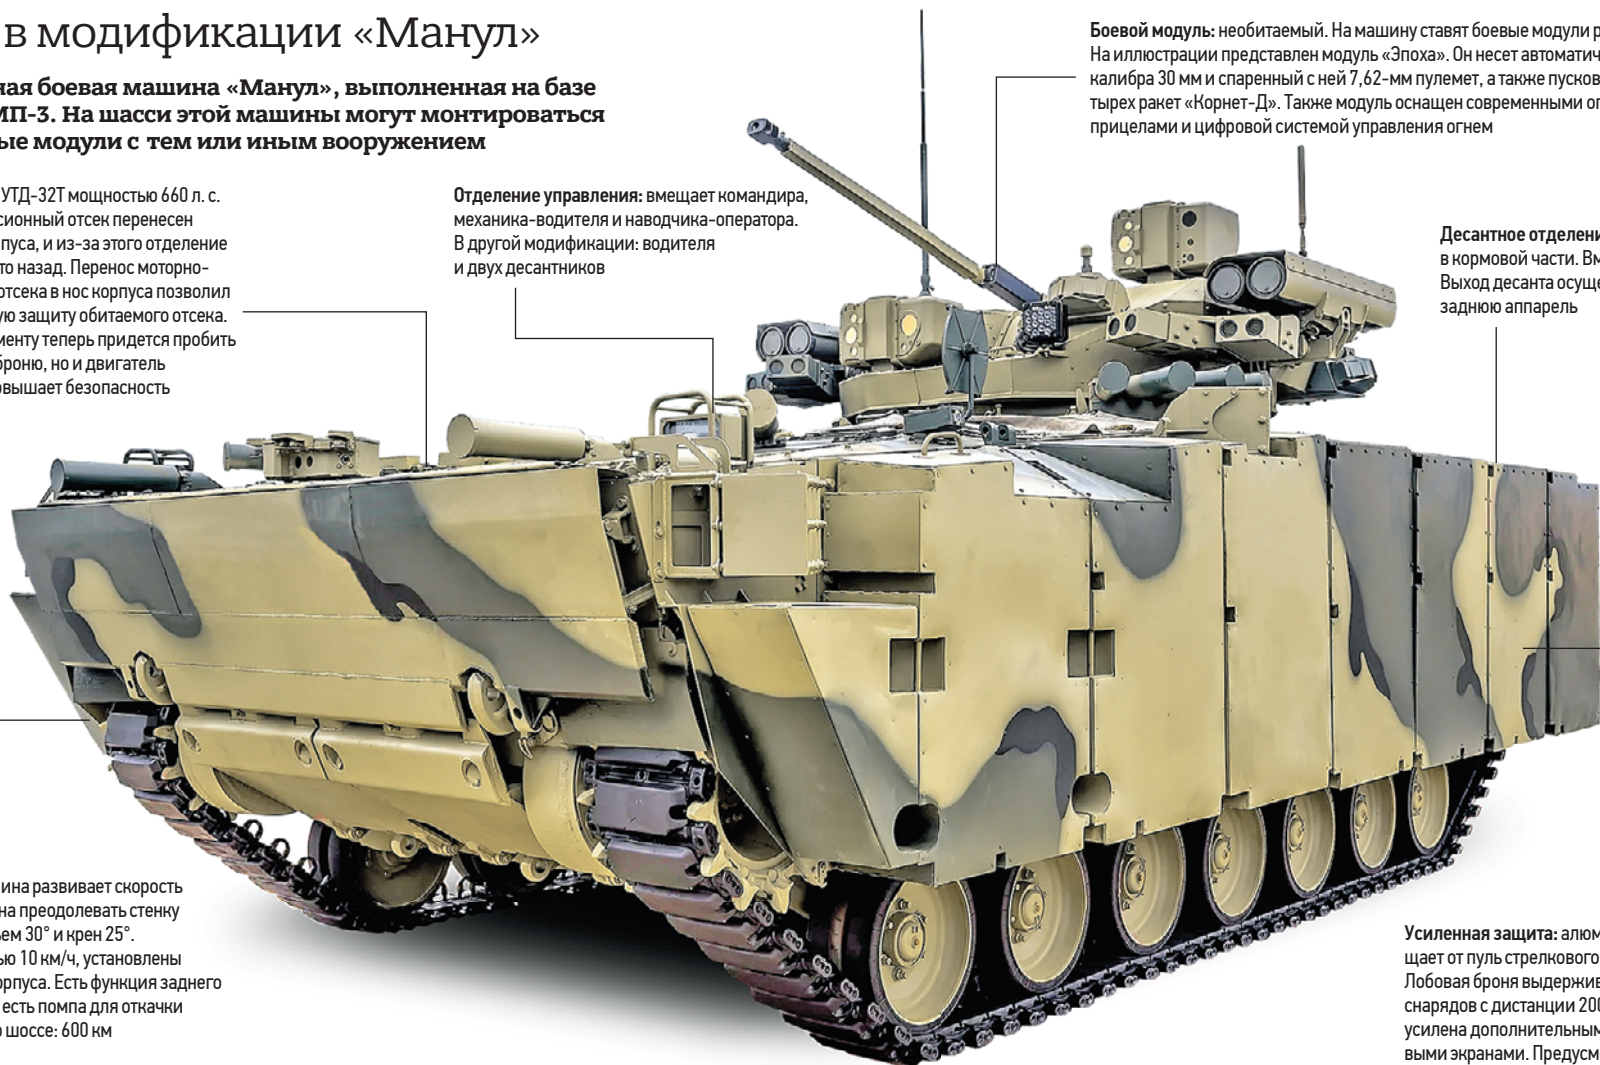 в модификации «Манул»
ная боевая машина «Манул», выполненная на базе
МП-3. На шасси этой машины могут монтироваться
ые модули с тем или иным вооружением
УТД-32Т мощностью 660 л. с.
сионный отсек перенесен
пуса, и из-за этого отделение
то назад. Перенос моторно-
отсека в нос корпуса позволил
ую защиту обитаемого отсека.
менту теперь придется пробить
броню, но и двигатель
овышает безопасность
Отделение управления: вмещает командира,
механика-водителя и наводчика-оператора.
В другой модификации: водителя
и двух десантников
Боевой модуль: необитаемый. На машину ставят боевые модули р
На иллюстрации представлен модуль «Эпоха». Он несет автоматич
калибра 30 мм и спаренный с ней 7,62-мм пулемет, а также пусков
тырех ракет «Корнет-Д». Также модуль оснащен современными оп
прицелами и цифровой системой управления огнем
Десантное отделени
в кормовой части. Вм
Выход десанта осуще
заднюю аппарель
ина развивает скорость
на преодолевать стенку
ем 30° и крен 25°.
ью 10 км/ч, установлены
орпуса. Есть функция заднего
есть помпа для откачки
о шоссе: 600 км
Усиленная защита: алюм
щает от пуль стрелкового
Лобовая броня выдержив
снарядов с дистанции 200
усилена дополнительным
выми экранами. Предусм